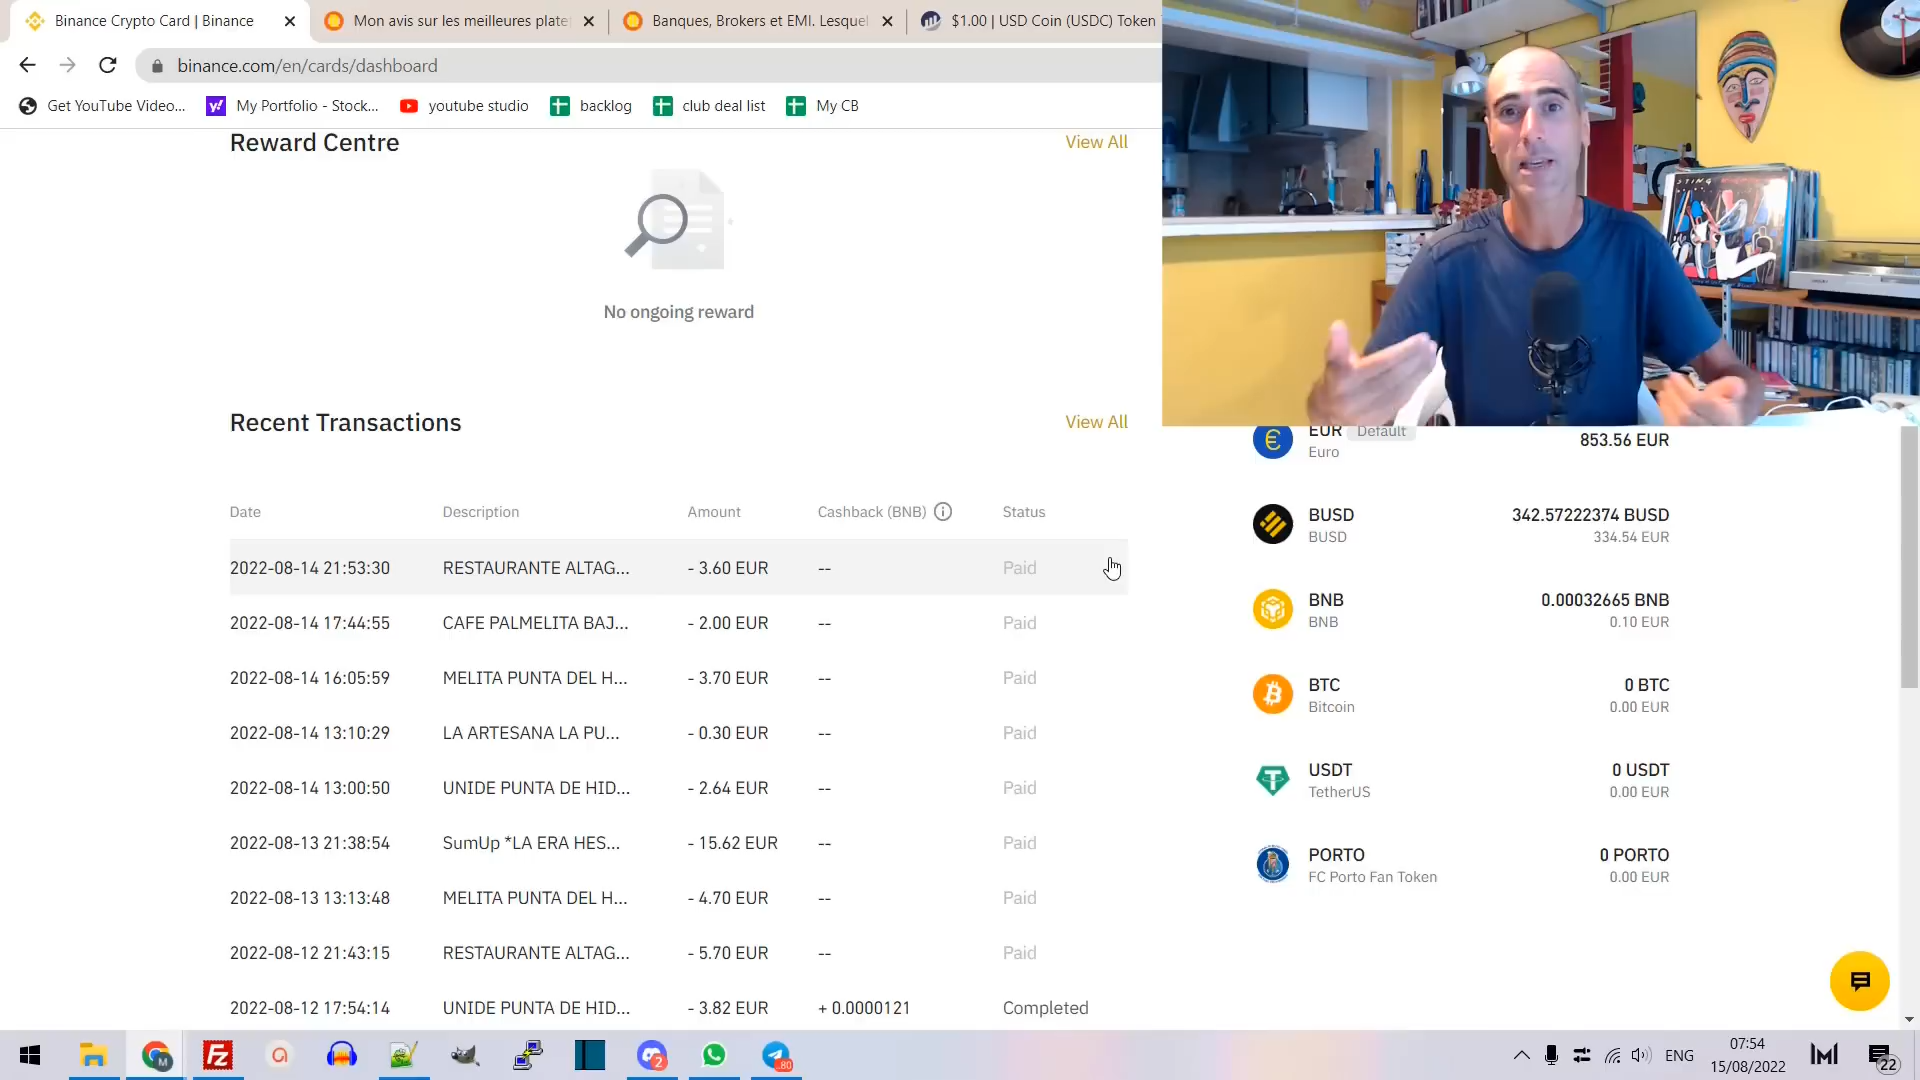 Binance Crypto Card | Binance
Mon avis sur les meilleures plate
Banques, Brokers et EMI. Lesquel
$1.00 | USD Coin (USDC) Token
binance.com/en/cards/dashboard
Get YouTube Video...
My Portfolio - Stock...
youtube studio
backlog
club deal list
My CB
Reward Centre
View All
No ongoing reward
STING
Recent Transactions
View All
Date Description Amount Cashback (BNB) Status
2022-08-14 21:53:30 RESTAURANTE ALTAG... - 3.60 EUR -- Paid
2022-08-14 17:44:55 CAFE PALMELITA BAJ... - 2.00 EUR -- Paid
2022-08-14 16:05:59 MELITA PUNTA DEL H... - 3.70 EUR -- Paid
2022-08-14 13:10:29 LA ARTESANA LA PU... - 0.30 EUR -- Paid
2022-08-14 13:00:50 UNIDE PUNTA DE HID... - 2.64 EUR -- Paid
2022-08-13 21:38:54 SumUp *LA ERA HES... - 15.62 EUR -- Paid
2022-08-13 13:13:48 MELITA PUNTA DEL H... - 4.70 EUR -- Paid
2022-08-12 21:43:15 RESTAURANTE ALTAG... - 5.70 EUR -- Paid
2022-08-12 17:54:14 UNIDE PUNTA DE HID... - 3.82 EUR + 0.0000121 Completed
EUR Default 853.56 EUR
Euro
BUSD 342.57222374 BUSD
BUSD 334.54 EUR
BNB 0.00032665 BNB
BNB 0.10 EUR
BTC 0 BTC
Bitcoin 0.00 EUR
USDT 0 USDT
TetherUS 0.00 EUR
PORTO 0 PORTO
FC Porto Fan Token 0.00 EUR
2
80
ENG
07:54
15/08/2022
22